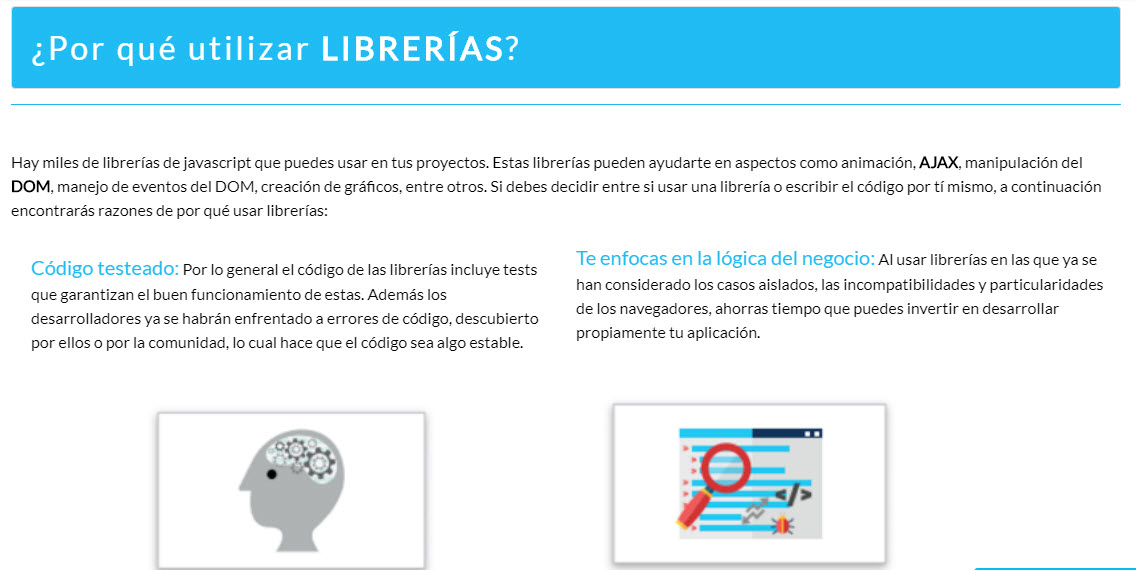 ¿Por qué utilizar LIBRERÍAS?
Hay miles de librerías de javascript que puedes usar en tus proyectos. Estas librerías pueden ayudarte en aspectos como animación, AJAX, manipulación del
DOM, manejo de eventos del DOM, creación de gráficos, entre otros. Si debes decidir entre si usar una librería o escribir el código por tí mismo, a continuación
encontrarás razones de por qué usar librerías:
Código testeado: Por lo general el código de las librerías incluye tests
que garantizan el buen funcionamiento de estas. Además los
desarrolladores ya se habrán enfrentado a errores de código, descubierto
por ellos o por la comunidad, lo cual hace que el código sea algo estable.
Te enfocas en la lógica del negocio: Al usar librerías en las que ya se
han considerado los casos aislados, las incompatibilidades y particularidades
de los navegadores, ahorras tiempo que puedes invertir en desarrollar
propiamente tu aplicación.